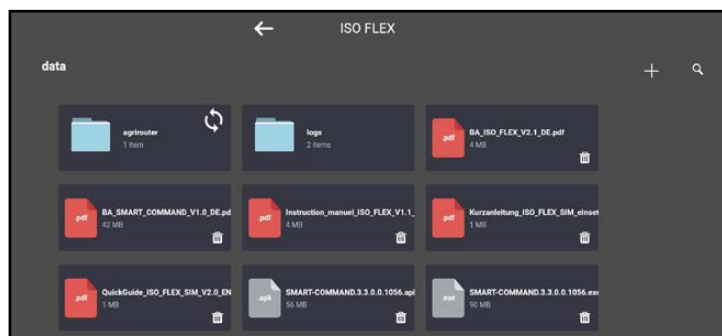 ISO FLEX
data
agrirouter
1 item
logs
2 items
.pdf
BA_ISO_FLEX_V2.1_DE.pdf
4 MB
.pdf
BA_SMART_COMMAND_V1.0_DE.pd
42 MB
.pdf
Instruction_manuel_ISO_FLEX_V1.1_
4 MB
.pdf
Kurzanleitung_ISO_FLEX_SIM_einset
1 MB
.pdf
QuickGuide_ISO_FLEX_SIM_V2.0_EN
1 MB
.apk
SMART-COMMAND.3.3.0.0.1056.apl
56 MB
.exe
SMART-COMMAND.3.3.0.0.1056.exe
90 MB